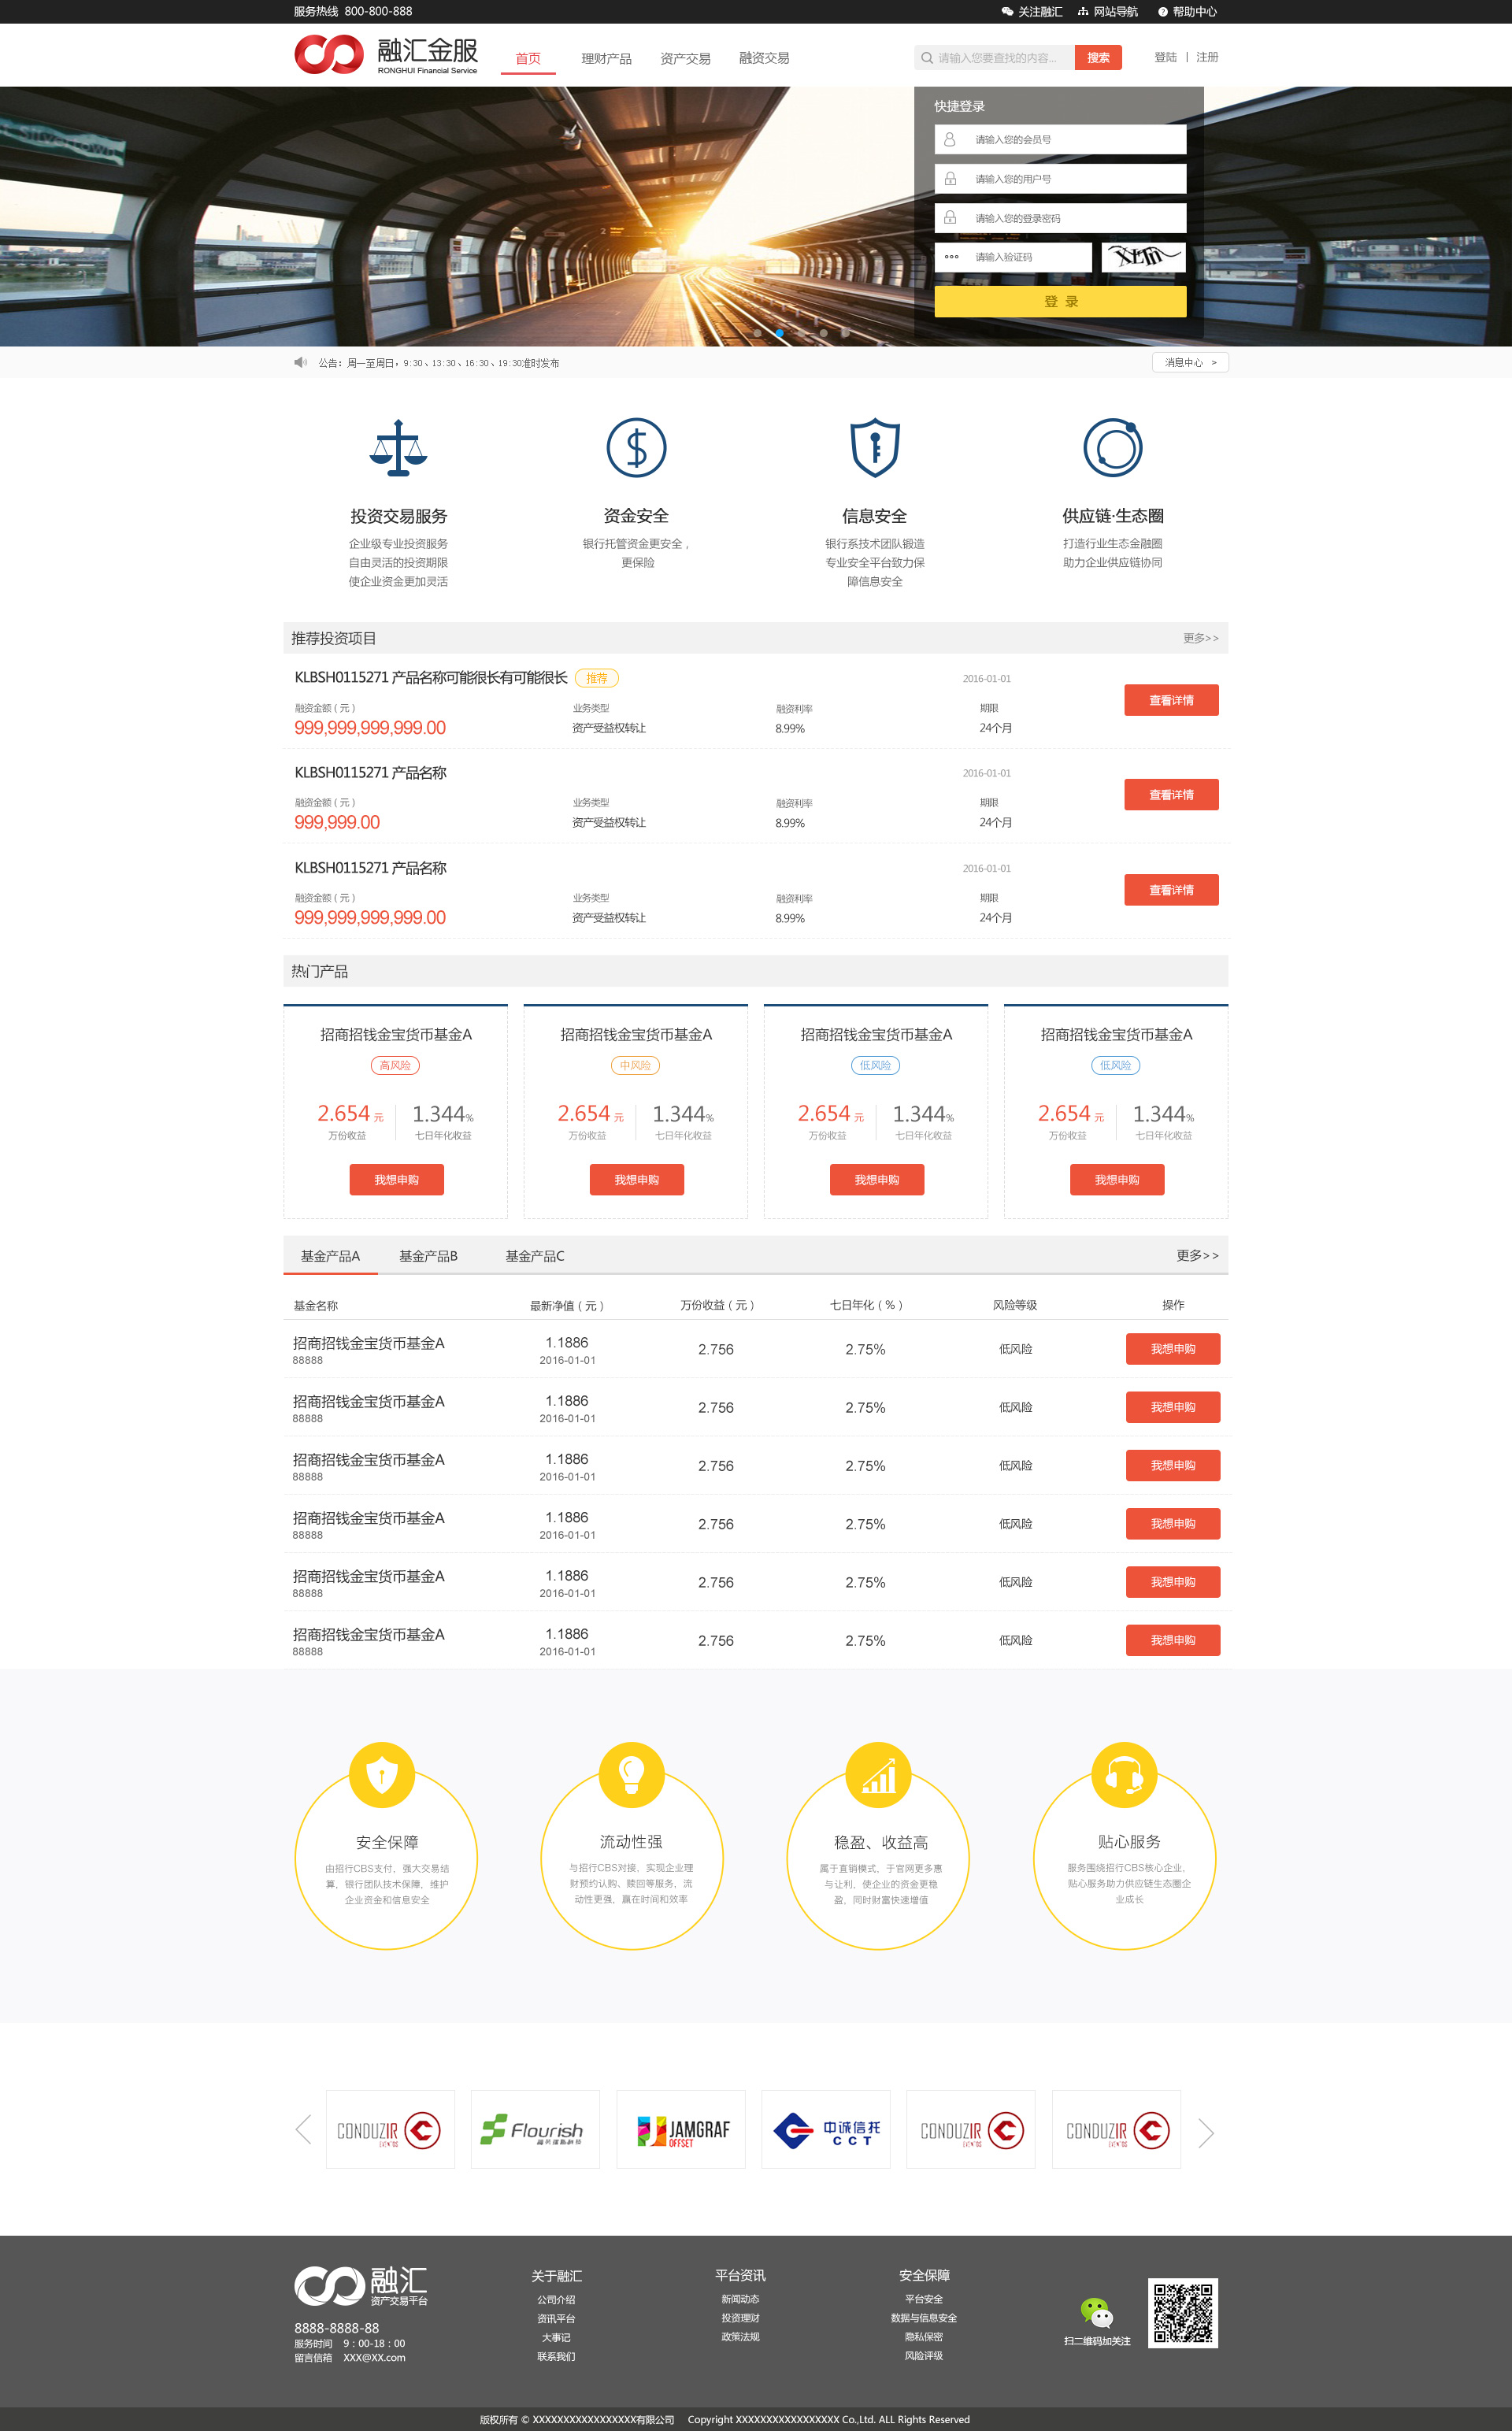 服务热线 800-800-888
关注融汇 网站导航 帮助中心
融汇金服
RONGHUI Financial Service
首页 理财产品 资产交易 融资交易
请输入您要查找的内容... 搜索
登陆 | 注册
Silvertown
快捷登录
请输入您的会员号
请输入您的用户号
请输入您的登录密码
请输入验证码
登 录
公告：周一至周日，9:30、13:30、16:30、19:30准时发布
消息中心 >
投资交易服务
企业级专业投资服务
自由灵活的投资期限
使企业资金更加灵活
资金安全
银行托管资金更安全，
更保险
信息安全
银行系技术团队锻造
专业安全平台致力保
障信息安全
供应链·生态圈
打造行业生态金融圈
助力企业供应链协同
推荐投资项目 更多>>
KLBSH0115271 产品名称可能很长有可能很长 推荐 2016-01-01
融资金额（元） 业务类型 融资利率 期限
999,999,999,999.00 资产受益权转让 8.99% 24个月
查看详情
KLBSH0115271 产品名称 2016-01-01
融资金额（元） 业务类型 融资利率 期限
999,999.00 资产受益权转让 8.99% 24个月
查看详情
KLBSH0115271 产品名称 2016-01-01
融资金额（元） 业务类型 融资利率 期限
999,999,999,999.00 资产受益权转让 8.99% 24个月
查看详情
热门产品
招商招钱金宝货币基金A
高风险
2.654 元 1.344%
万份收益 七日年化收益
我想申购
招商招钱金宝货币基金A
中风险
2.654 元 1.344%
万份收益 七日年化收益
我想申购
招商招钱金宝货币基金A
低风险
2.654 元 1.344%
万份收益 七日年化收益
我想申购
招商招钱金宝货币基金A
低风险
2.654 元 1.344%
万份收益 七日年化收益
我想申购
基金产品A 基金产品B 基金产品C 更多>>
基金名称 最新净值（元） 万份收益（元） 七日年化（%） 风险等级 操作
招商招钱金宝货币基金A 1.1886 2.756 2.75% 低风险 我想申购
88888 2016-01-01
招商招钱金宝货币基金A 1.1886 2.756 2.75% 低风险 我想申购
88888 2016-01-01
招商招钱金宝货币基金A 1.1886 2.756 2.75% 低风险 我想申购
88888 2016-01-01
招商招钱金宝货币基金A 1.1886 2.756 2.75% 低风险 我想申购
88888 2016-01-01
招商招钱金宝货币基金A 1.1886 2.756 2.75% 低风险 我想申购
88888 2016-01-01
招商招钱金宝货币基金A 1.1886 2.756 2.75% 低风险 我想申购
88888 2016-01-01
安全保障
由招行CBS支付，强大交易结
算，银行团队技术保障，维护
企业资金和信息安全
流动性强
与招行CBS对接，实现企业理
财预约认购、赎回等服务，流
动性更强，赢在时间和效率
稳盈、收益高
属于直销模式，于官网更多惠
与让利，使企业的资金更稳
盈，同时财富快速增值
贴心服务
服务围绕招行CBS核心企业，
贴心服务助力供应链生态圈企
业成长
CONDUZIR
EVENTOS
Flourish
JAMGRAF
OFFSET
中诚信托
CCT
CONDUZIR
EVENTOS
CONDUZIR
EVENTOS
融汇
资产交易平台
8888-8888-88
服务时间 9：00-18：00
留言信箱 XXX@XX.com
关于融汇
公司介绍
资讯平台
大事记
联系我们
平台资讯
新闻动态
投资理财
政策法规
安全保障
平台安全
数据与信息安全
隐私保密
风险评级
扫二维码加关注
版权所有 © XXXXXXXXXXXXXXXXX有限公司 Copyright XXXXXXXXXXXXXXXXX Co.,Ltd. ALL Rights Reserved